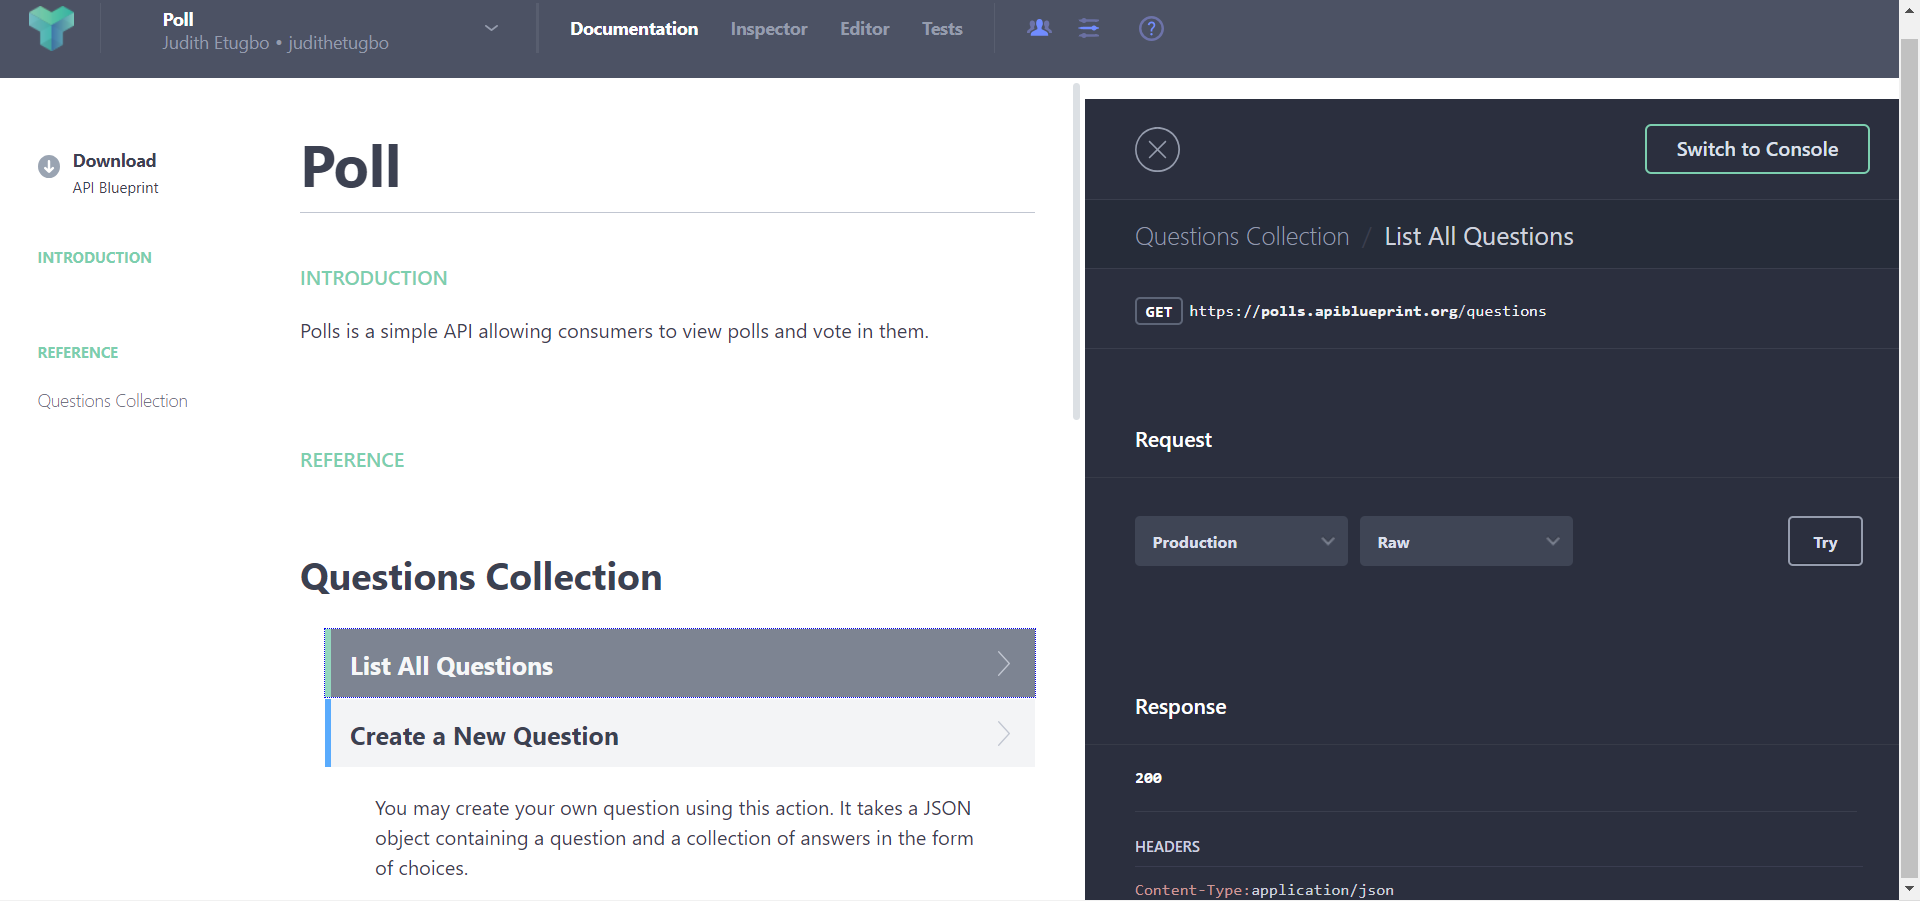 Poll
Judith Etugbo • judithetugbo
Documentation
Inspector
Editor
Tests
?
Download
API Blueprint
INTRODUCTION
REFERENCE
Questions Collection
Poll
INTRODUCTION
Polls is a simple API allowing consumers to view polls and vote in them.
REFERENCE
Questions Collection
List All Questions
Create a New Question
You may create your own question using this action. It takes a JSON
object containing a question and a collection of answers in the form
of choices.
Switch to Console
Questions Collection / List All Questions
GET https://polls.apiblueprint.org/questions
Request
Production
Raw
Try
Response
200
HEADERS
Content-Type:application/json